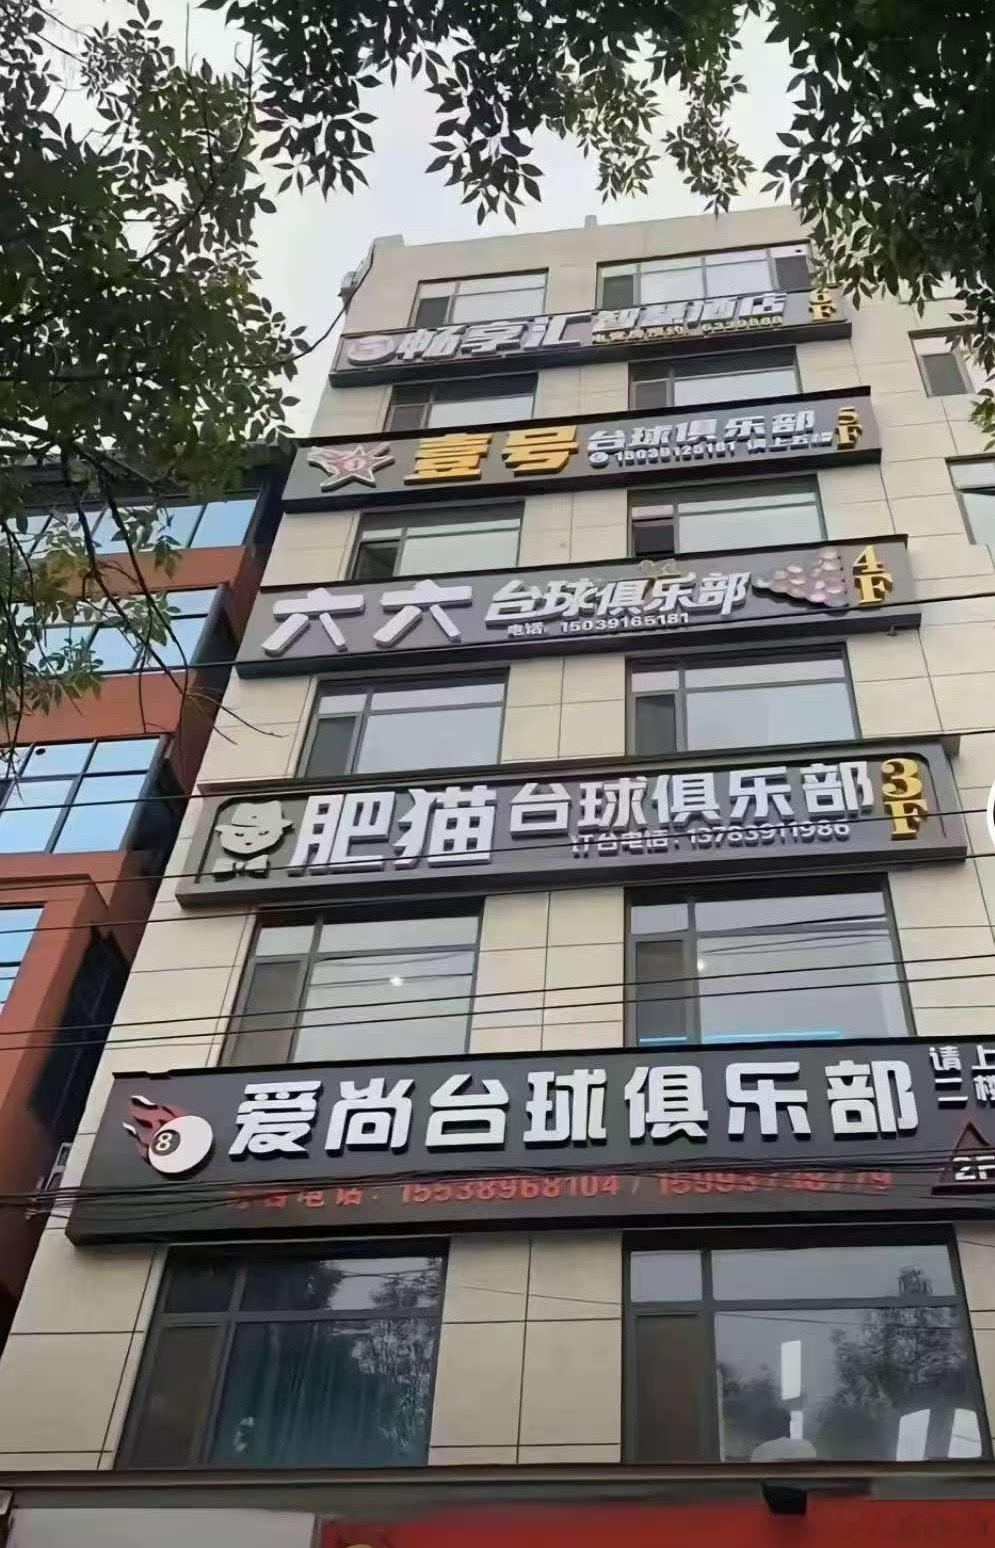 畅享汇智慧酒店
6F
壹号台球俱乐部
5F
六六台球俱乐部
4F
电话：15039165181
肥猫台球俱乐部
3F
订台电话：13783911986
8
爱尚台球俱乐部
请上
二楼
15538968104 /